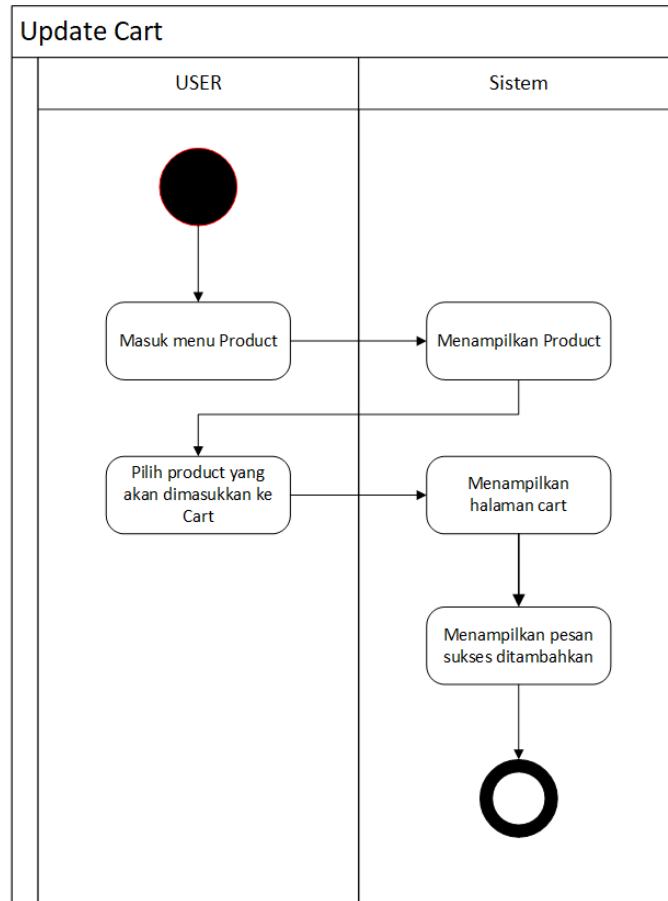 Update Cart
USER
Sistem
Masuk menu Product
Menampilkan Product
Pilih product yang
akan dimasukkan ke
Cart
Menampilkan
halaman cart
Menampilkan pesan
sukses ditambahkan